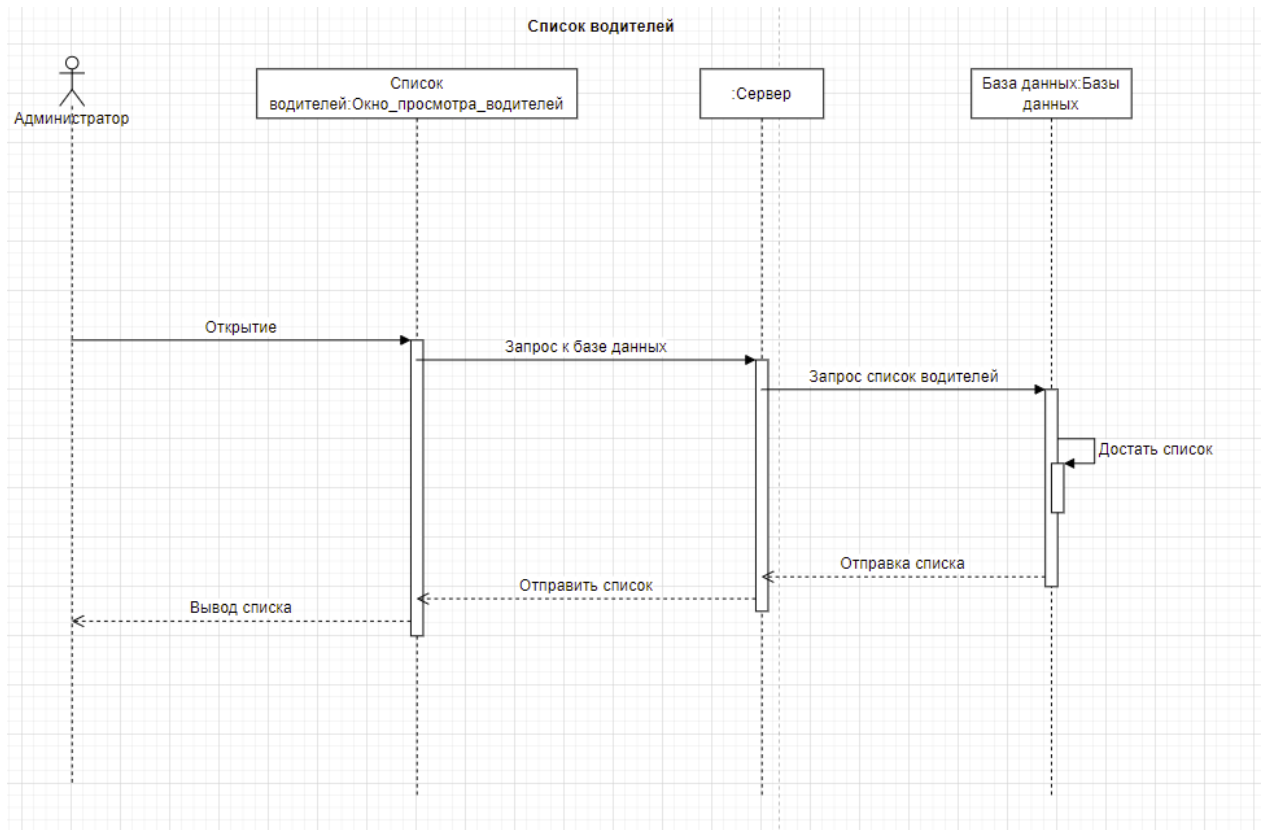 Список водителей
Администратор
Список
водителей:Окно_просмотра_водителей
:Сервер
База данных:Базы
данных
Открытие
Запрос к базе данных
Запрос список водителей
Достать список
Отправка списка
Отправить список
Вывод списка